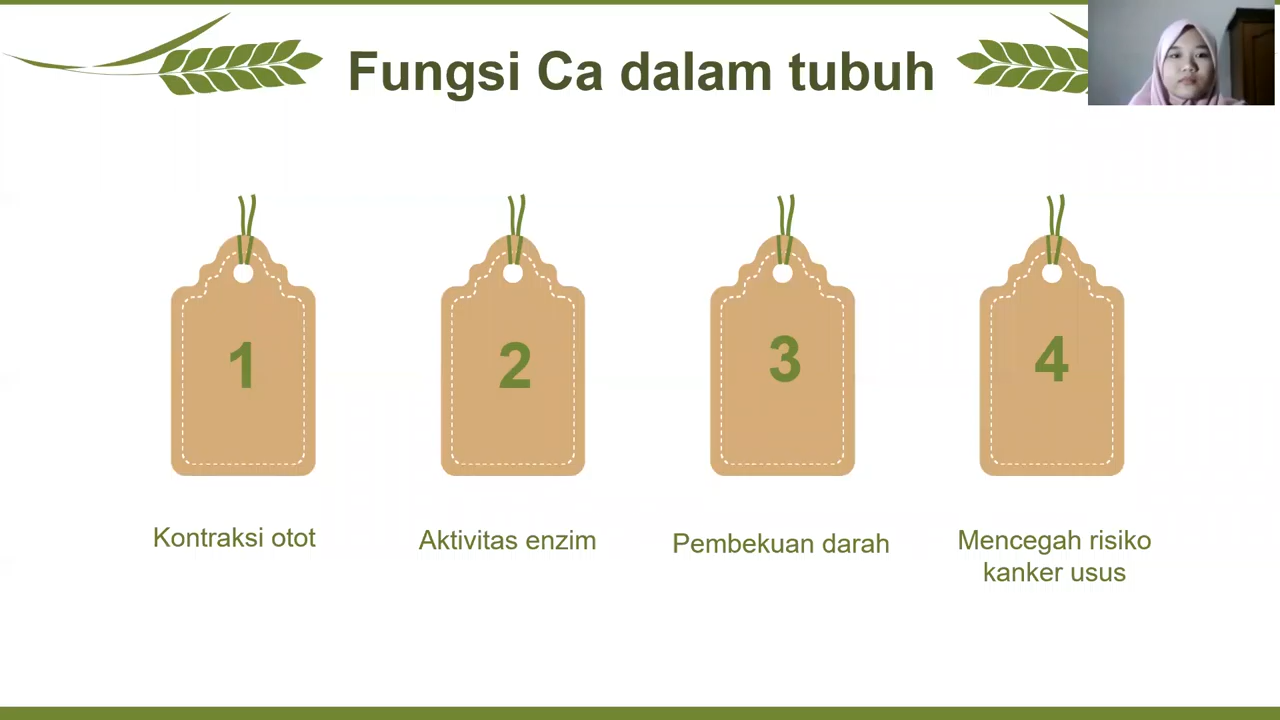 Fungsi Ca dalam tubuh
1
2
3
4
Kontraksi otot
Aktivitas enzim
Pembekuan darah
Mencegah risiko
kanker usus